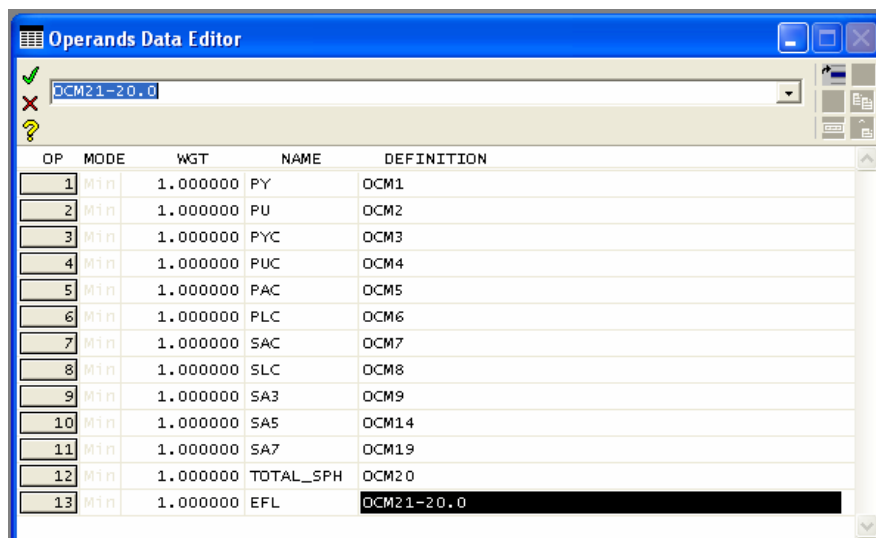 Operands Data Editor
OCM21-20.0
OP MODE WGT NAME DEFINITION
1 Min 1.000000 PY OCM1
2 Min 1.000000 PU OCM2
3 Min 1.000000 PYC OCM3
4 Min 1.000000 PUC OCM4
5 Min 1.000000 PAC OCM5
6 Min 1.000000 PLC OCM6
7 Min 1.000000 SAC OCM7
8 Min 1.000000 SLC OCM8
9 Min 1.000000 SA3 OCM9
10 Min 1.000000 SA5 OCM14
11 Min 1.000000 SA7 OCM19
12 Min 1.000000 TOTAL_SPH OCM20
13 Min 1.000000 EFL OCM21-20.0